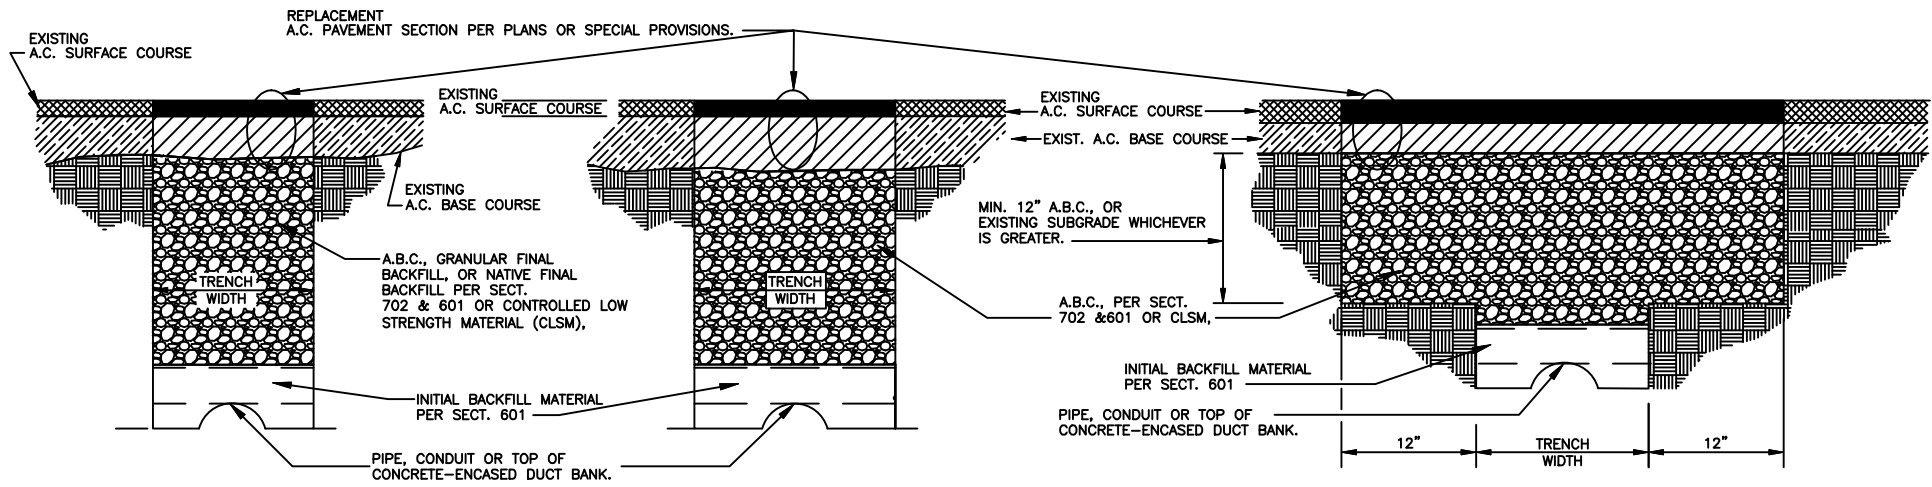 REPLACEMENT
A.C. PAVEMENT SECTION PER PLANS OR SPECIAL PROVISIONS.
EXISTING
A.C. SURFACE COURSE
EXISTING
A.C. SURFACE COURSE
EXISTING
A.C. SURFACE COURSE
EXIST. A.C. BASE COURSE
EXISTING
A.C. BASE COURSE
MIN. 12" A.B.C., OR
EXISTING SUBGRADE WHICHEVER
IS GREATER.
A.B.C., GRANULAR FINAL
BACKFILL, OR NATIVE FINAL
BACKFILL PER SECT.
702 & 601 OR CONTROLLED LOW
STRENGTH MATERIAL (CLSM),
TRENCH
WIDTH
TRENCH
WIDTH
A.B.C., PER SECT.
702 &601 OR CLSM,
INITIAL BACKFILL MATERIAL
PER SECT. 601
INITIAL BACKFILL MATERIAL
PER SECT. 601
PIPE, CONDUIT OR TOP OF
CONCRETE-ENCASED DUCT BANK.
PIPE, CONDUIT OR TOP OF
CONCRETE-ENCASED DUCT BANK.
12"
TRENCH
WIDTH
12"